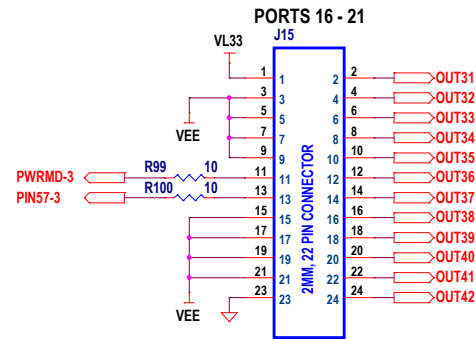 PORTS 16 - 21
J15
VL33
1 1 2 2 OUT31
3 3 4 4 OUT32
5 5 6 6 OUT33
VEE
7 7 8 8 OUT34
9 9 10 10 OUT35
R99 10
PWRMD-3 11 11 12 12 OUT36
R100 10
PIN57-3 13 13 14 14 OUT37
15 15 16 16 OUT38
17 17 18 18 OUT39
19 19 20 20 OUT40
21 21 22 22 OUT41
23 23 24 24 OUT42
VEE
2MM, 22 PIN CONNECTOR